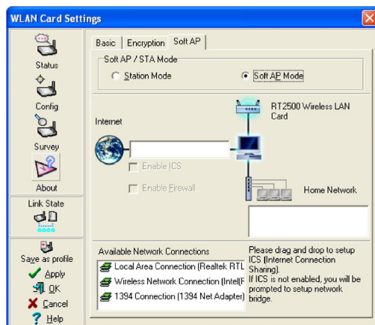 WLAN Card Settings
Status
Config
Survey
About
Link State
Save as profile
Apply
OK
Cancel
Help
Basic
Encryption
Soft AP
Soft AP / STA Mode
Station Mode
Soft AP Mode
Internet
RT2500 Wireless LAN
Card
Enable ICS
Enable Firewall
Home Network
Available Network Connections
Local Area Connection (Realtek RTL
Wireless Network Connection (Intel(F
1394 Connection (1394 Net Adapter)
Please drag and drop to setup
ICS (Internet Connection
Sharing).
If ICS is not enabled, you will be
prompted to setup network
bridge.